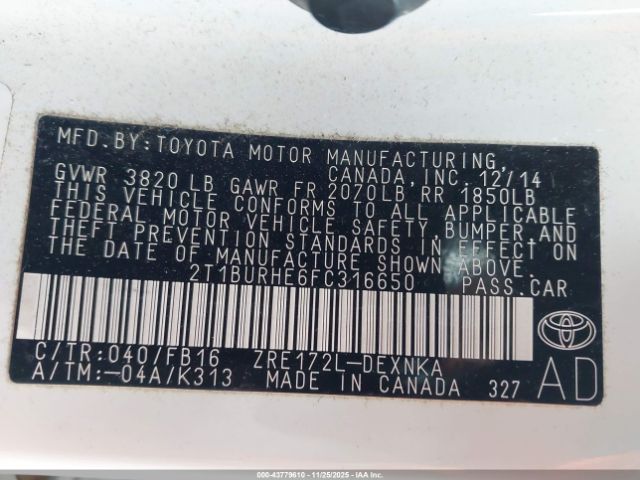 MFD. BY: TOYOTA MOTOR MANUFACTURING
CANADA, INC. 12/14
GVWR 3820 LB GAWR FR 2070LB RR 1850LB
THIS VEHICLE CONFORMS TO ALL APPLICABLE
FEDERAL MOTOR VEHICLE SAFETY, BUMPER AND
THEFT PREVENTION STANDARDS IN EFFECT ON
THE DATE OF MANUFACTURE SHOWN ABOVE.
2T1BURHE6FC316650 PASS. CAR
C/TR: 040/FB16 ZRE172L-DEXNKA
A/TM: -04A/K313 MADE IN CANADA 327 AD
000-43779610 - 11/25/2025 - IAAI.COM